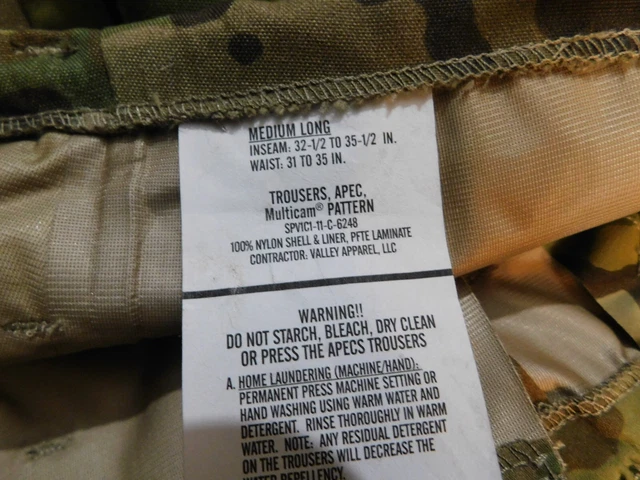 MEDIUM LONG
INSEAM: 32-1/2 TO 35-1/2 IN.
WAIST: 31 TO 35 IN.
TROUSERS, APEC,
Multicam® PATTERN
SPV1C1-11-C-6248
100% NYLON SHELL & LINER, PFTE LAMINATE
CONTRACTOR: VALLEY APPAREL, LLC
WARNING!!
DO NOT STARCH, BLEACH, DRY CLEAN
OR PRESS THE APECS TROUSERS
A. HOME LAUNDERING (MACHINE/HAND):
PERMANENT PRESS MACHINE SETTING OR
HAND WASHING USING WARM WATER AND
DETERGENT. RINSE THOROUGHLY IN WARM
WATER. NOTE: ANY RESIDUAL DETERGENT
ON THE TROUSERS WILL DECREASE THE
WATER REPELLENCY.